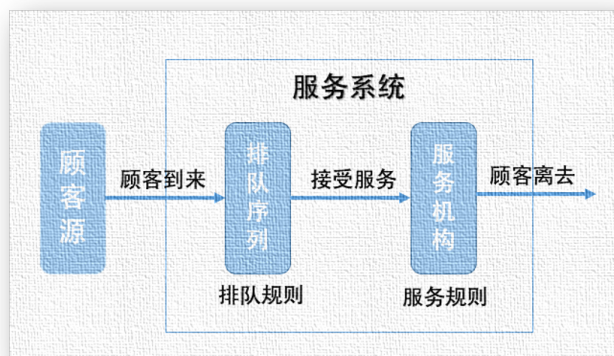 服务系统
顾客源
顾客到来
排队序列
接受服务
服务机构
顾客离去
排队规则
服务规则